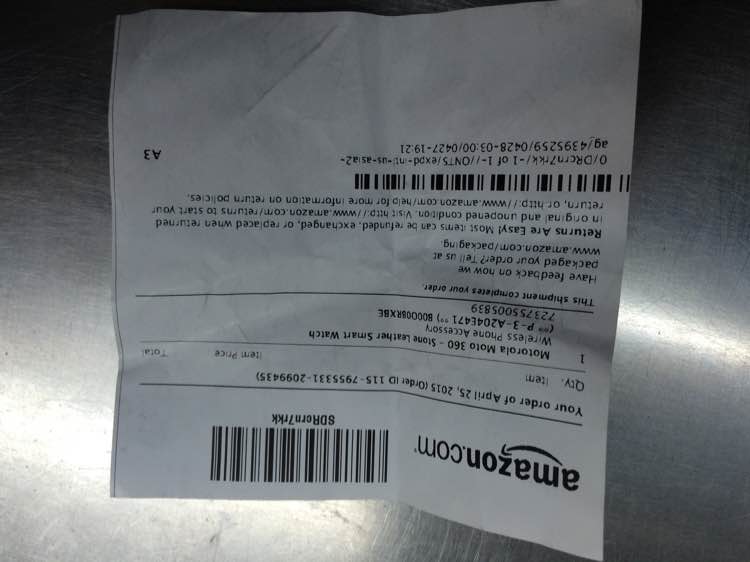 amazon.com
SDRcrn7rkk
Your order of April 25, 2015 (Order ID 115-7955331-2099435)
Qty. Item Item Price Total
1 Motorola Moto 360 - Stone Leather Smart Watch
Wireless Phone Accessory
(** P-3-A204E471 **) B00008RXBE
723755005839
This shipment completes your order.
Have feedback on how we
packaged your order? Tell us at
www.amazon.com/packaging.
Returns Are Easy! Most items can be refunded, exchanged, or replaced when returned
in original and unopened condition. Visit http://www.amazon.com/returns to start your
return, or http://www.amazon.com/help for more information on return policies.
0/DRcrn7rkk/-1 of 1-//ONT5/expd-intl-us-asia2-
ag/4395259/0428-03:00/0427-19:21
A3